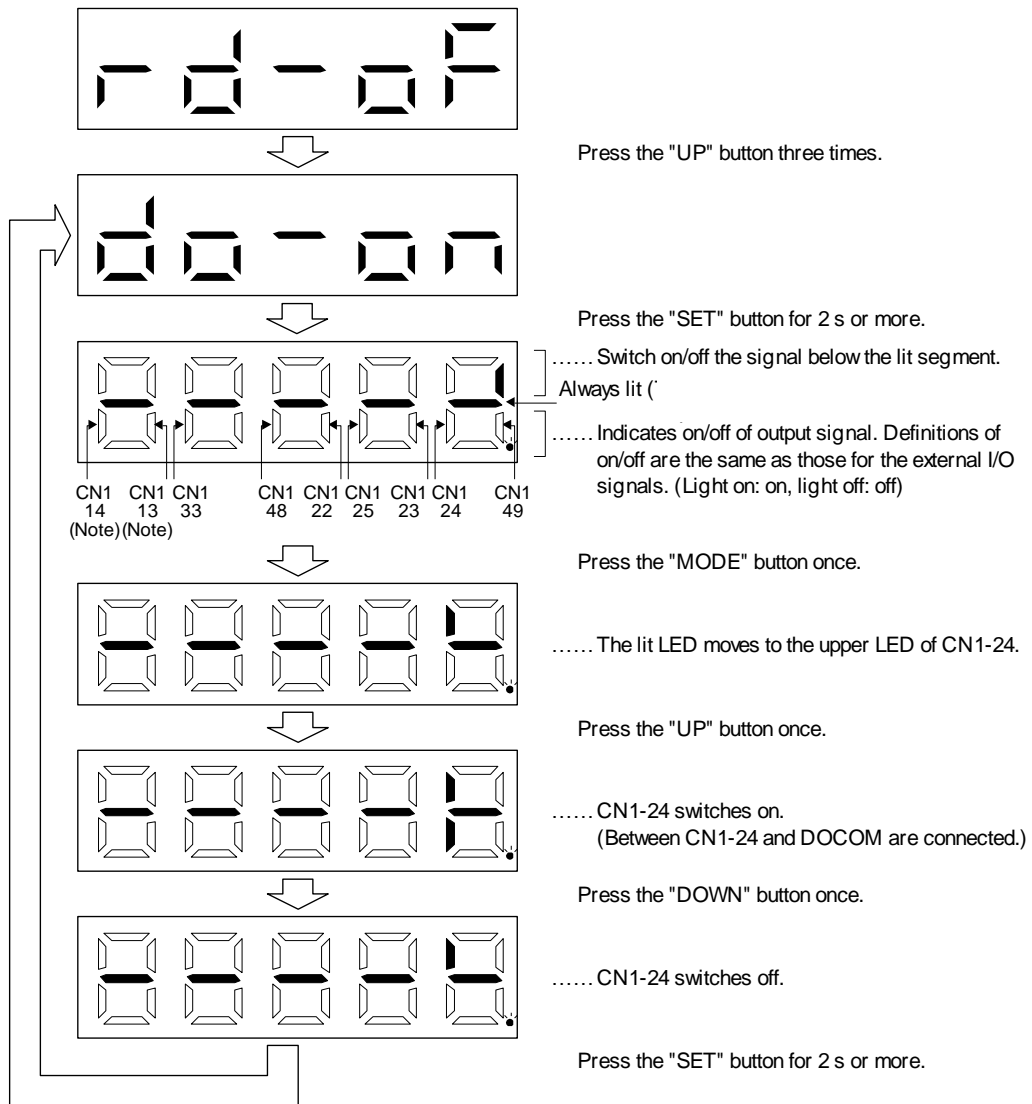 rd-oF
Press the "UP" button three times.
do-on
Press the "SET" button for 2 s or more.
...... Switch on/off the signal below the lit segment.
Always lit (
...... Indicates on/off of output signal. Definitions of
on/off are the same as those for the external I/O
signals. (Light on: on, light off: off)
CN1 CN1 CN1 CN1 CN1 CN1 CN1 CN1 CN1
14 13 33 48 22 25 23 24 49
(Note) (Note)
Press the "MODE" button once.
...... The lit LED moves to the upper LED of CN1-24.
Press the "UP" button once.
...... CN1-24 switches on.
(Between CN1-24 and DOCOM are connected.)
Press the "DOWN" button once.
...... CN1-24 switches off.
Press the "SET" button for 2 s or more.